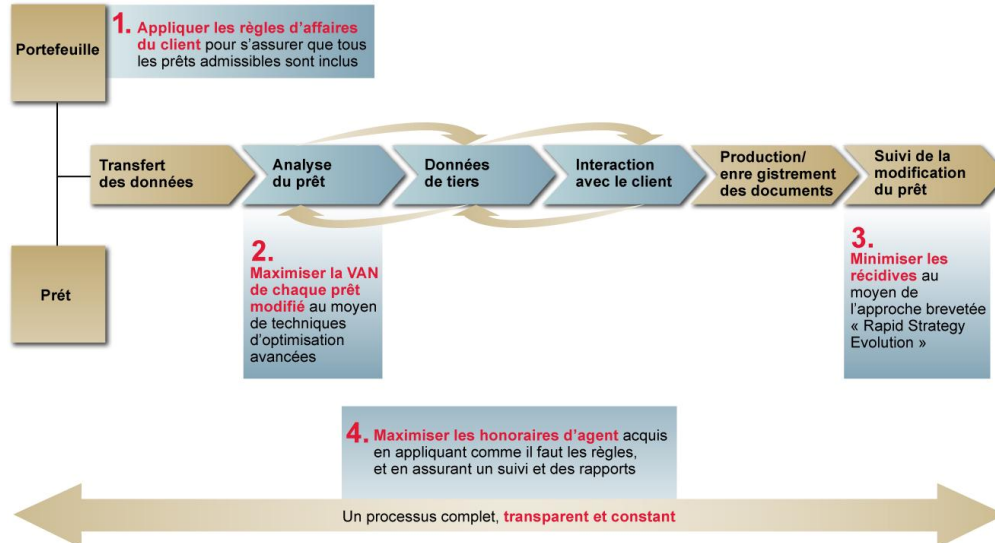 Portefeuille
1. Appliquer les règles d’affaires
du client pour s’assurer que tous
les prêts admissibles sont inclus
Transfert
des données
Analyse
du prêt
Données
de tiers
Interaction
avec le client
Production/
enre gistrement
des documents
Suivi de la
modification
du prêt
Prét
2.
Maximiser la VAN
de chaque prêt
modifié au moyen
de techniques
d’optimisation
avancées
3.
Minimiser les
récidives au
moyen de
l’approche brevetée
« Rapid Strategy
Evolution »
4. Maximiser les honoraires d’agent acquis
en appliquant comme il faut les règles,
et en assurant un suivi et des rapports
Un processus complet, transparent et constant